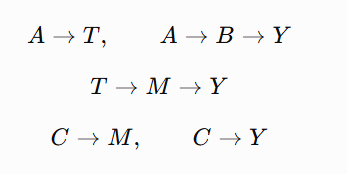 A → T, A → B → Y
T → M → Y
C → M, C → Y